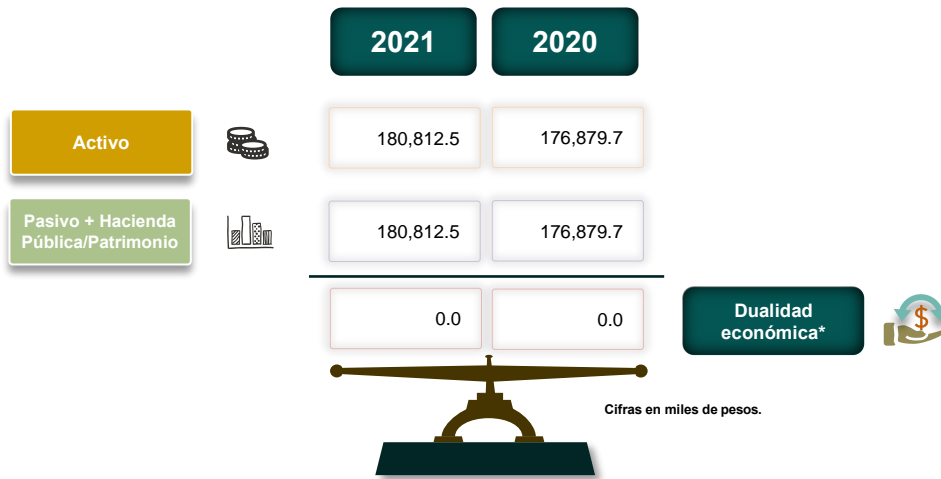 2021 2020
Activo 180,812.5 176,879.7
Pasivo + Hacienda
Pública/Patrimonio 180,812.5 176,879.7
0.0 0.0 Dualidad
económica*
$
Cifras en miles de pesos.